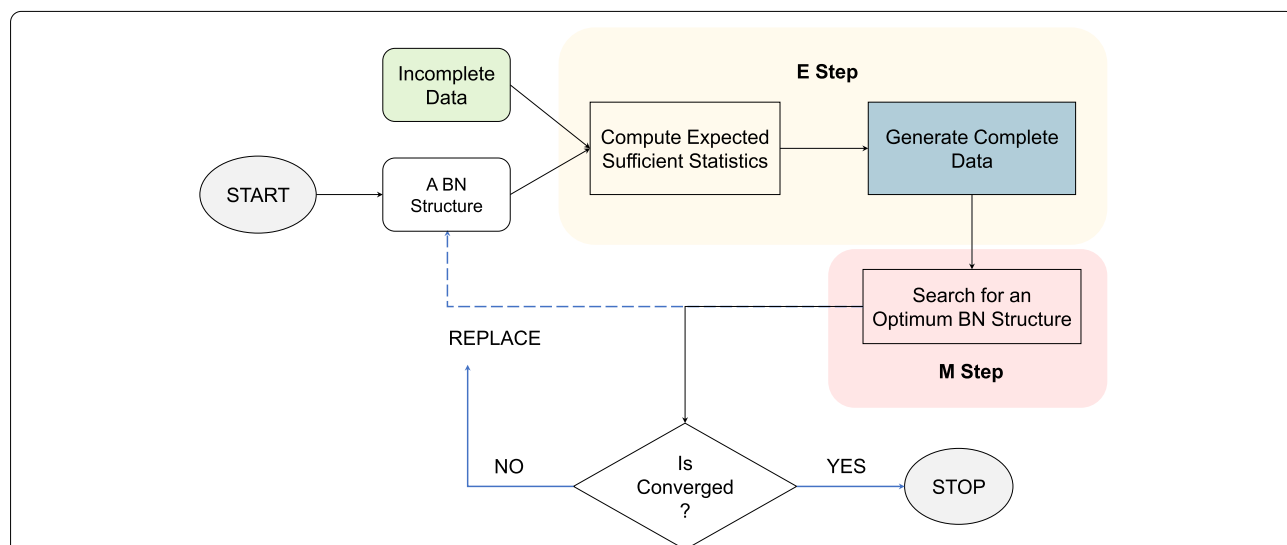 Incomplete
Data
E Step
Compute Expected
Sufficient Statistics
Generate Complete
Data
START
A BN
Structure
Search for an
Optimum BN Structure
REPLACE
M Step
NO
Is
Converged
?
YES
STOP